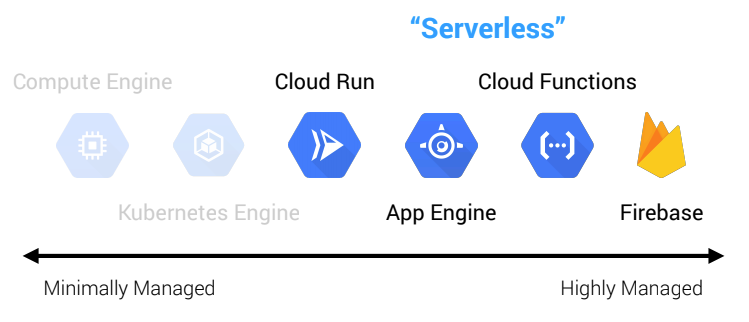 “Serverless”
Compute Engine
Cloud Run
Cloud Functions
Kubernetes Engine
App Engine
Firebase
Minimally Managed
Highly Managed